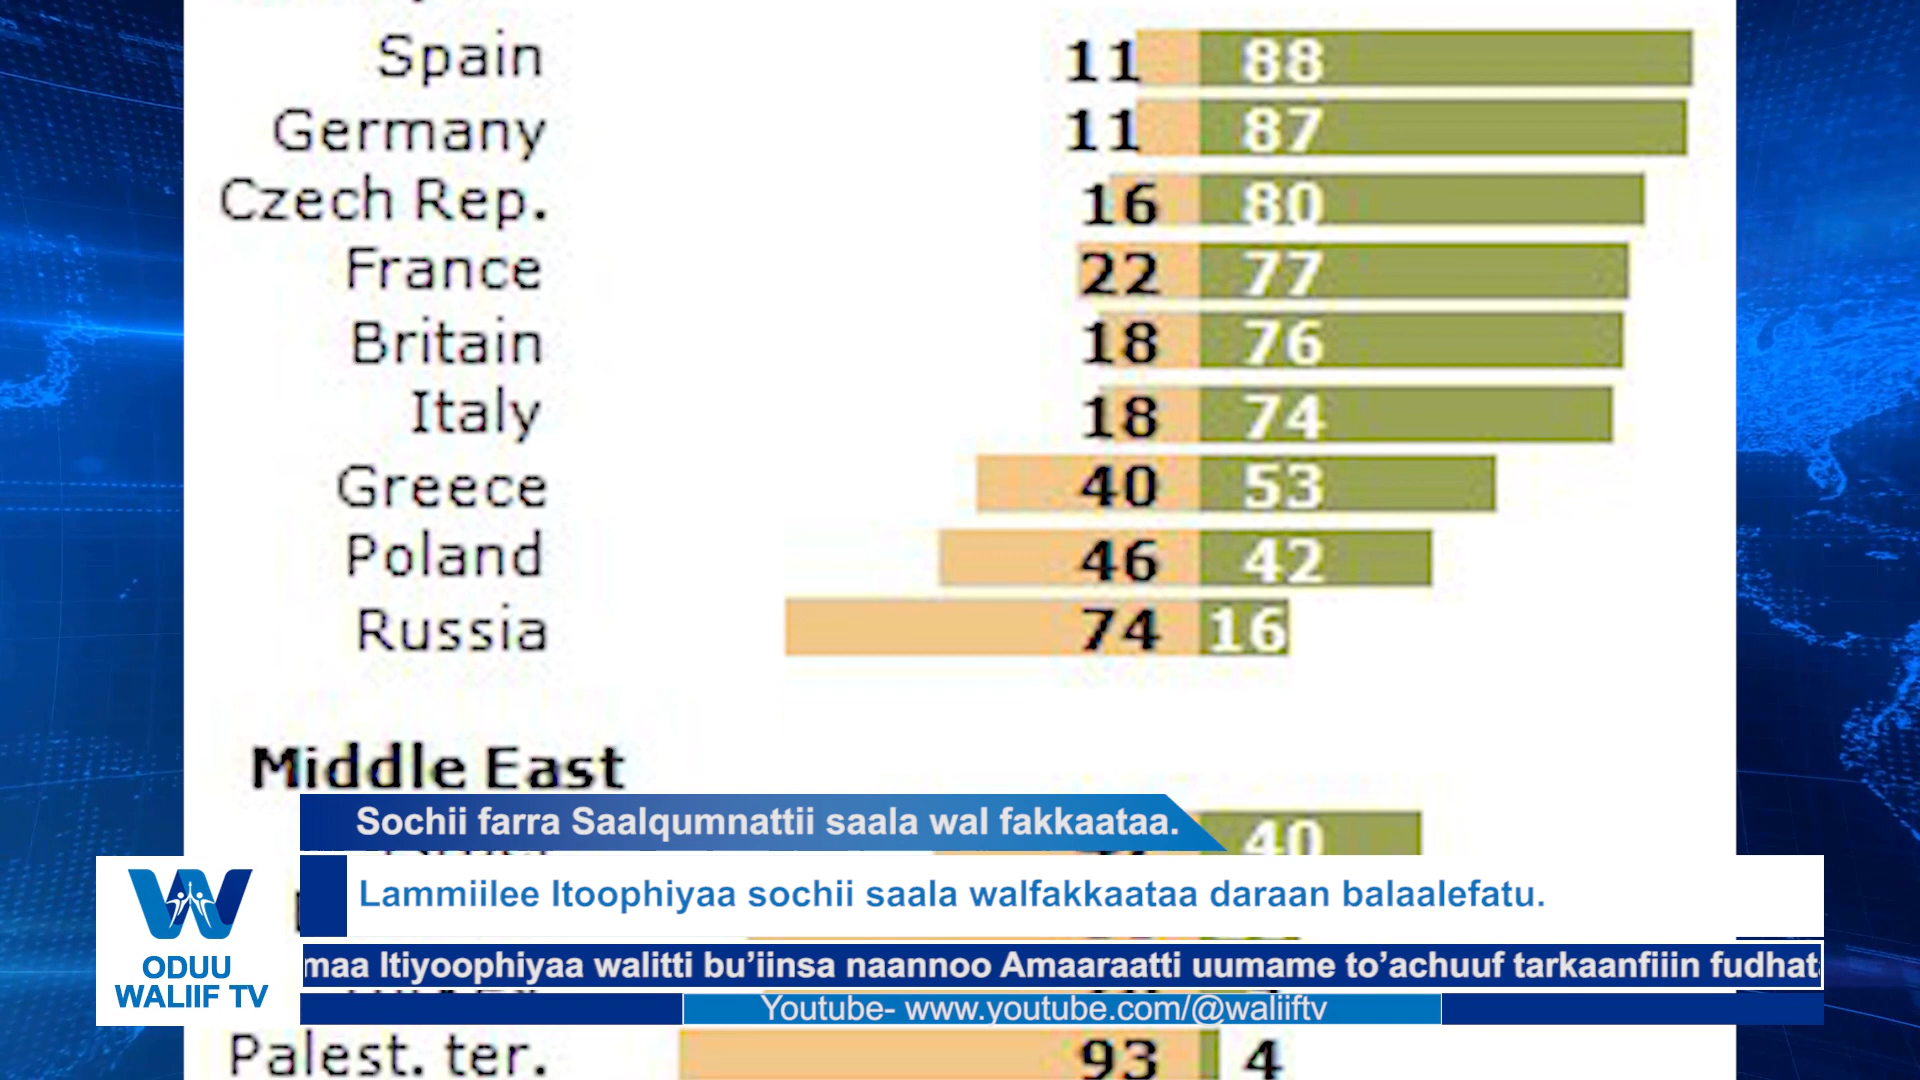 Spain 11 88
Germany 11 87
Czech Rep. 16 80
France 22 77
Britain 18 76
Italy 18 74
Greece 40 53
Poland 46 42
Russia 74 16
Middle East
40
Sochii farra Saalqumnattii saala wal fakkaataa.
Lammiilee Itoophiyaa sochii saala walfakkaataa daraan balaalefatu.
maa Itiyoophiyaa walitti bu’iinsa naannoo Amaaraatti uumame to’achuuf tarkaanfiiin fudhat
ODUU
WALIIF TV
Youtube- www.youtube.com/@waliiftv
Palest. ter. 93 4